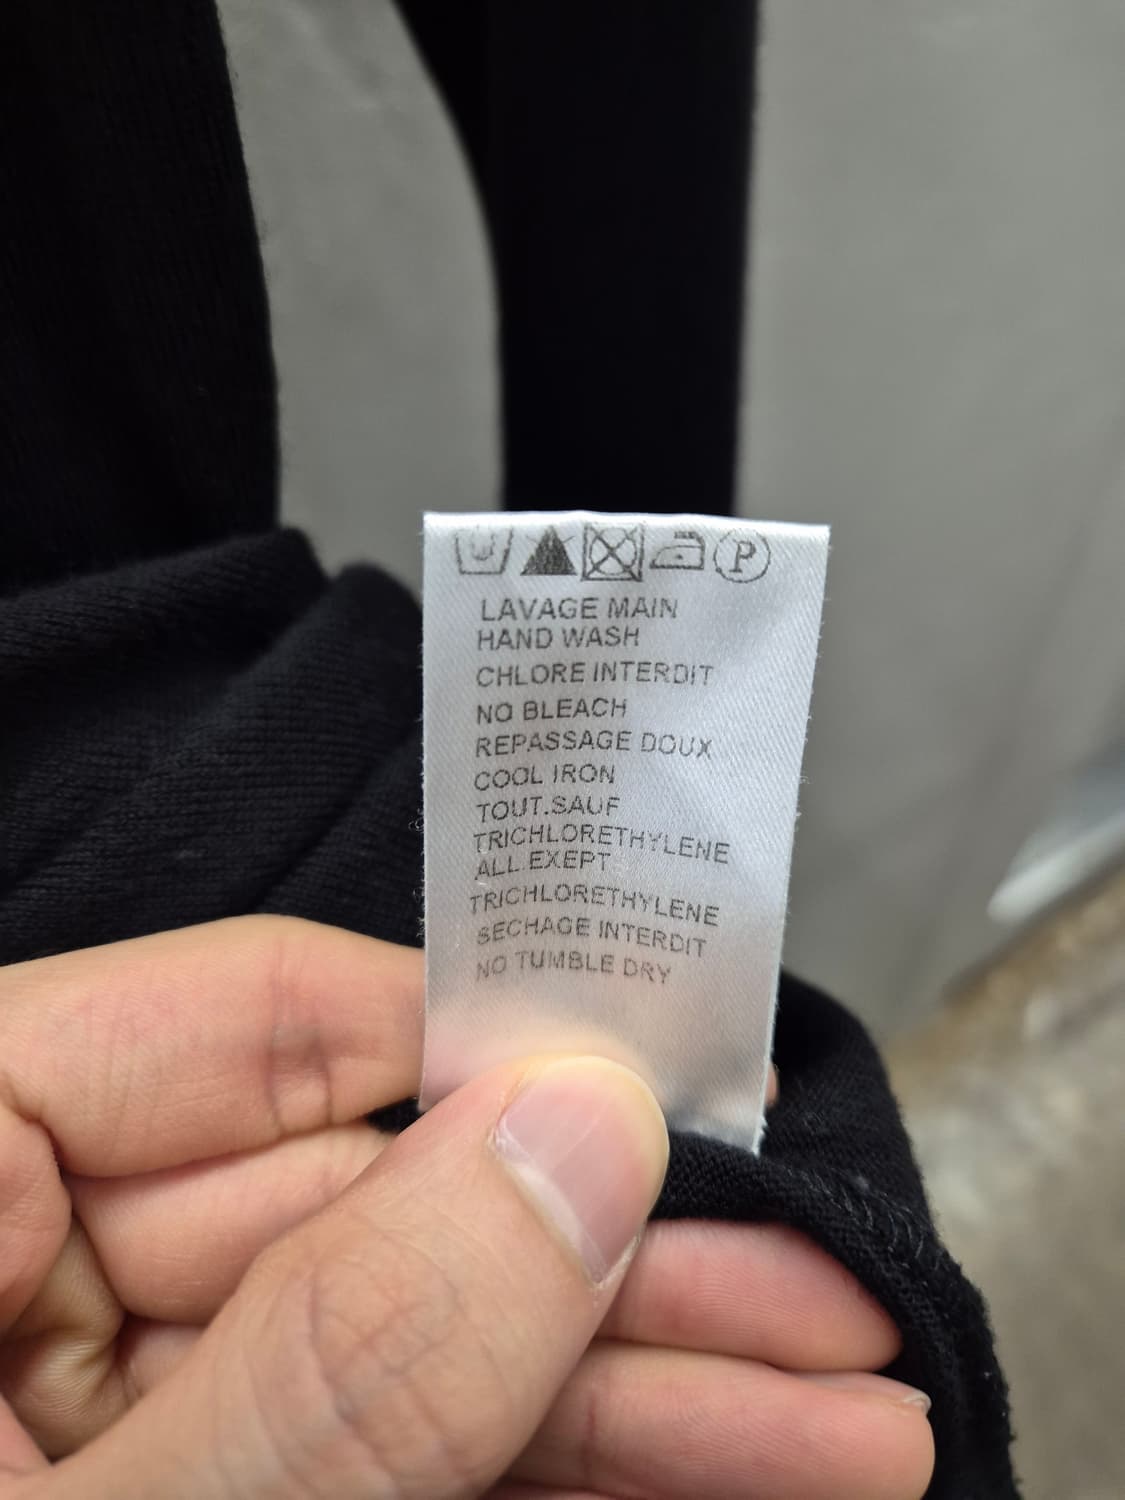 P
LAVAGE MAIN
HAND WASH
CHLORE INTERDIT
NO BLEACH
REPASSAGE DOUX
COOL IRON
TOUT.SAUF
TRICHLORETHYLENE
ALL.EXEPT
TRICHLORETHYLENE
SECHAGE INTERDIT
NO TUMBLE DRY